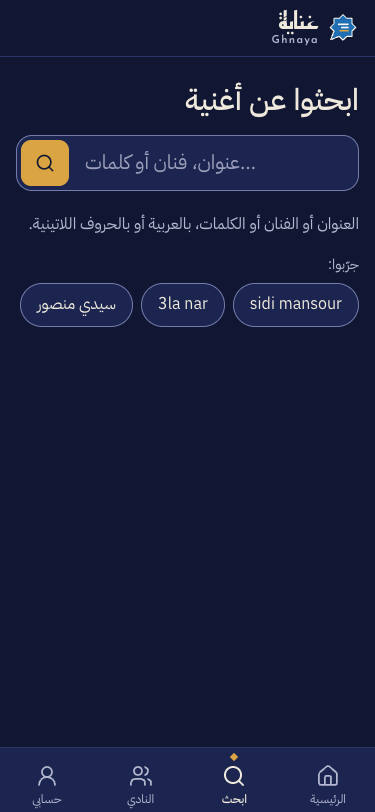 غناية
Ghnaya
ابحثوا عن أغنية
عنوان، فنان أو كلمات...
العنوان أو الفنان أو الكلمات، بالعربية أو بالحروف اللاتينية.
جرّبوا:
sidi mansour
3la nar
سيدي منصور
الرئيسية
ابحث
النادي
حسابي